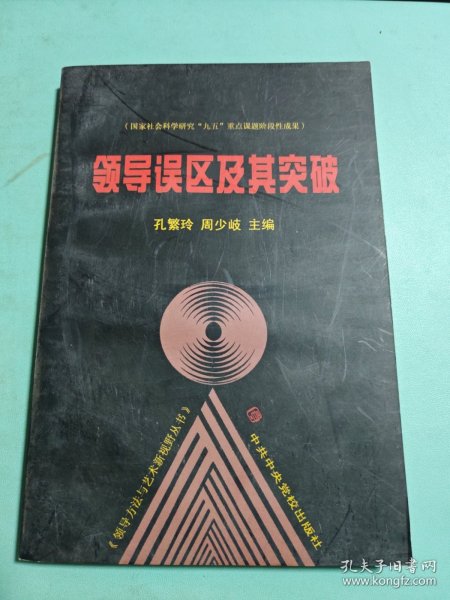 （国家社会科学研究“九五”重点课题阶段性成果）
领导误区及其突破
孔繁玲 周少岐 主编
《领导方法与艺术新视野丛书》
中共中央党校出版社
孔夫子旧书网
www.kongfz.com